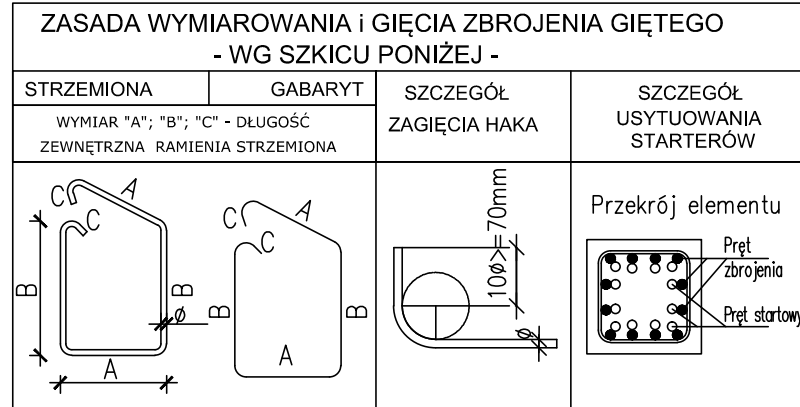 ZASADA WYMIAROWANIA i GIĘCIA ZBROJENIA GIĘTEGO
- WG SZKICU PONIŻEJ -
STRZEMIONA
GABARYT
WYMIAR "A"; "B"; "C" - DŁUGOŚĆ
ZEWNĘTRZNA RAMIENIA STRZEMIONA
SZCZEGÓŁ
ZAGIĘCIA HAKA
SZCZEGÓŁ
USYTUOWANIA
STARTERÓW
C
A
C
B
B
ø
A
C
A
C
B
B
A
10ø>=70mm
ø
Przekrój elementu
Pręt
zbrojenia
Pręt startowy